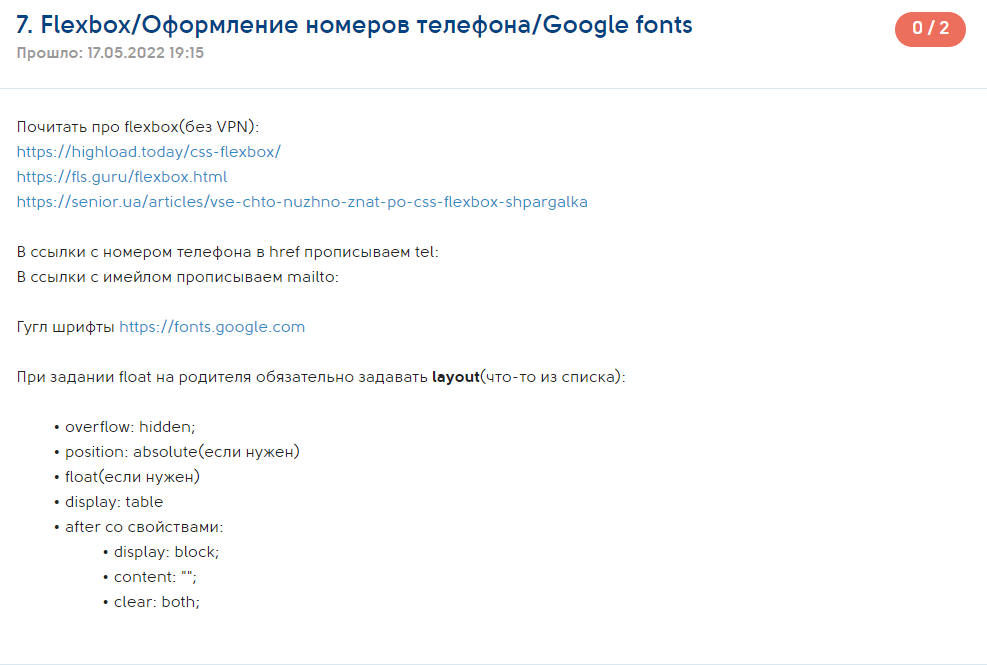 7. Flexbox/Оформление номеров телефона/Google fonts
0 / 2
Прошло: 17.05.2022 19:15
Почитать про flexbox(без VPN):
https://highload.today/css-flexbox/
https://fls.guru/flexbox.html
https://senior.ua/articles/vse-chto-nuzhno-znat-po-css-flexbox-shpargalka
В ссылки с номером телефона в href прописываем tel:
В ссылки с имейлом прописываем mailto:
Гугл шрифты https://fonts.google.com
При задании float на родителя обязательно задавать layout(что-то из списка):
• overflow: hidden;
• position: absolute(если нужен)
• float(если нужен)
• display: table
• after со свойствами:
• display: block;
• content: "";
• clear: both;